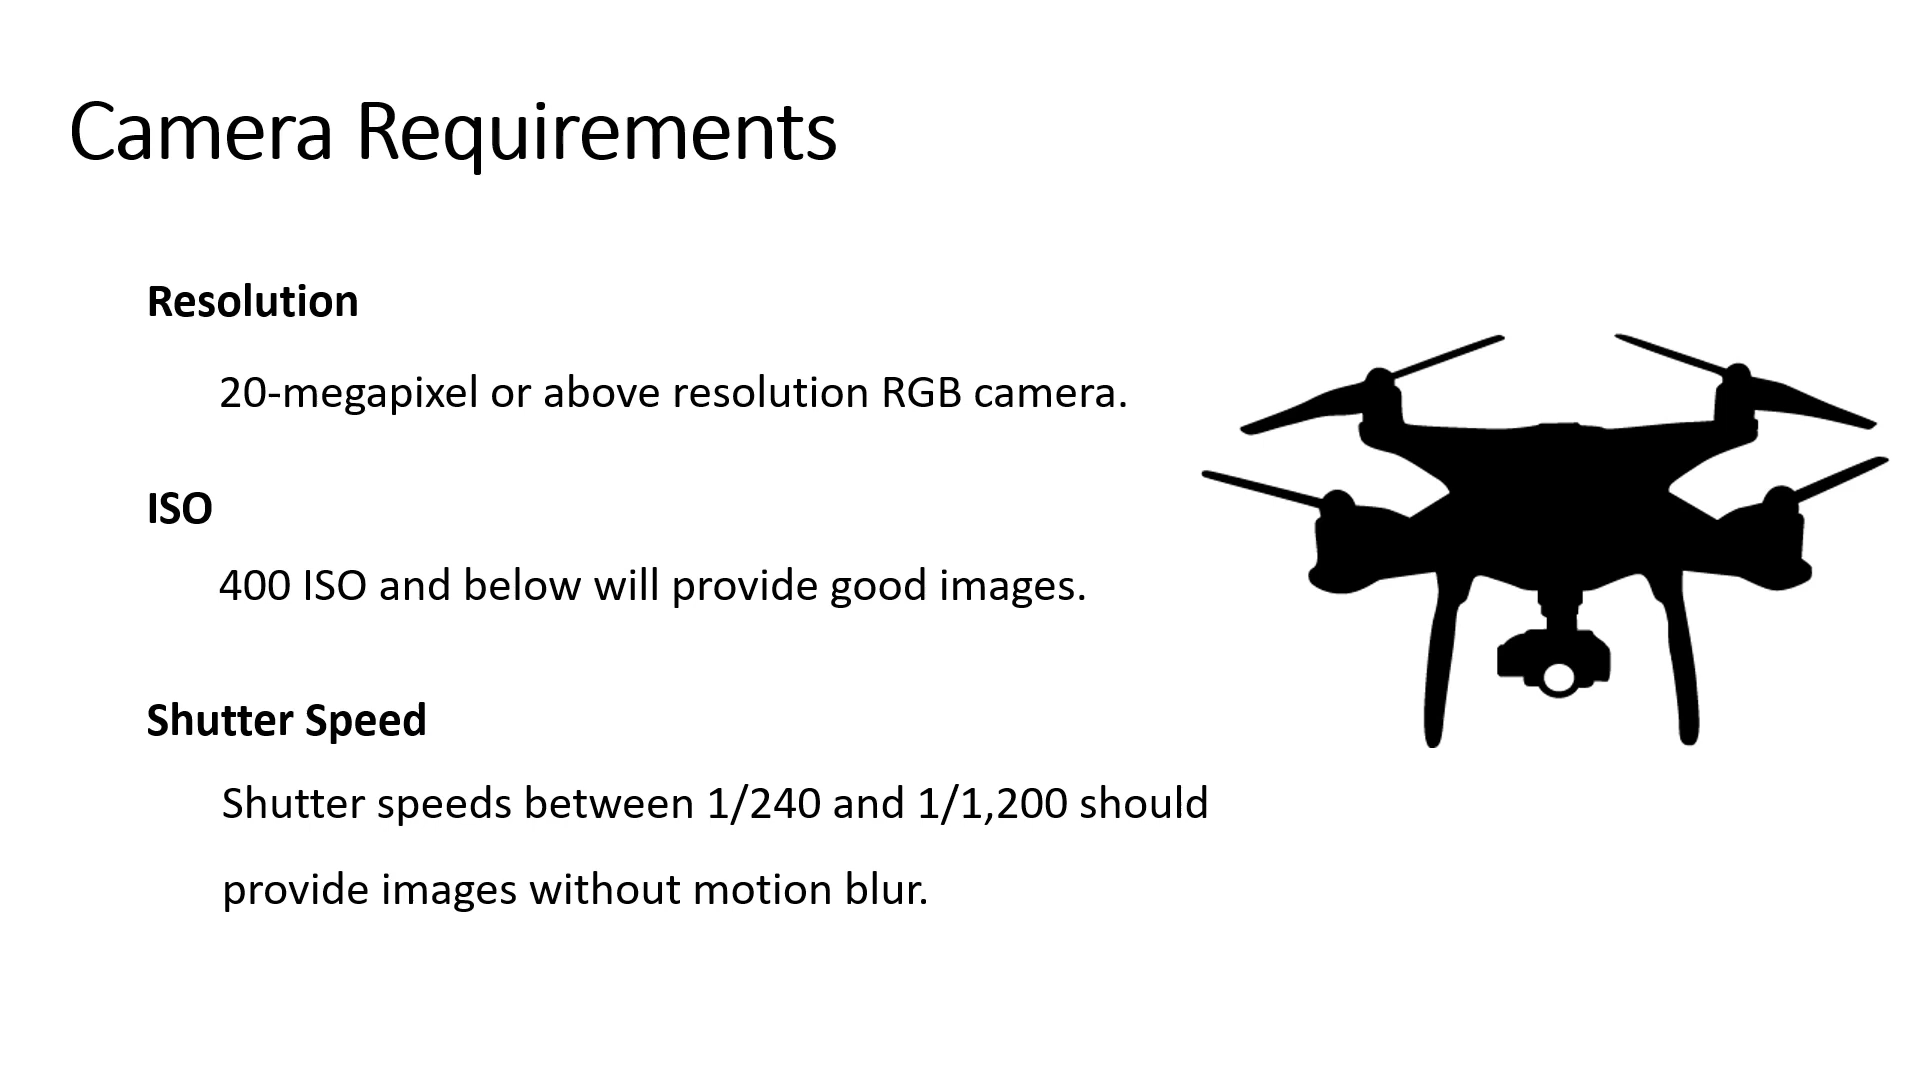 Camera Requirements
Resolution
20-megapixel or above resolution RGB camera.
ISO
400 ISO and below will provide good images.
Shutter Speed
Shutter speeds between 1/240 and 1/1,200 should
provide images without motion blur.